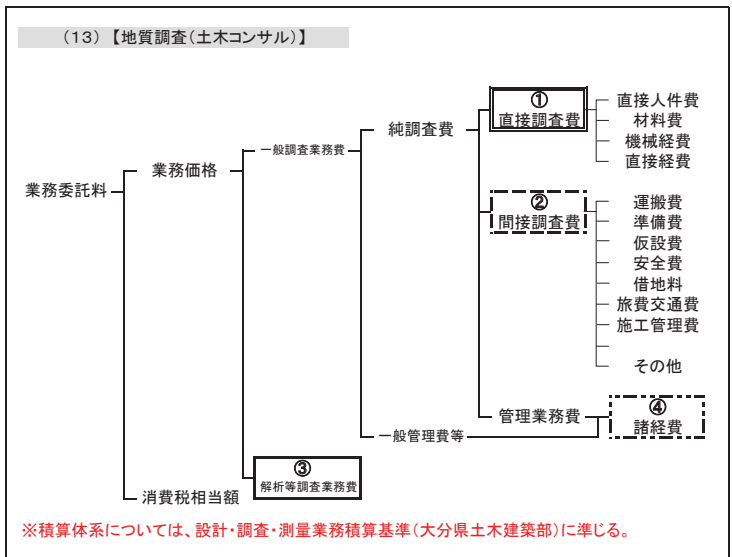 (13)【地質調査(土木コンサル)】
①
直接調査費
直接人件費
材料費
機械経費
直接経費
純調査費
一般調査業務費
業務価格
業務委託料
②
間接調査費
運搬費
準備費
仮設費
安全費
借地料
旅費交通費
施工管理費
その他
管理業務費
④
諸経費
一般管理費等
③
解析等調査業務費
消費税相当額
※積算体系については、設計・調査・測量業務積算基準(大分県土木建築部)に準じる。